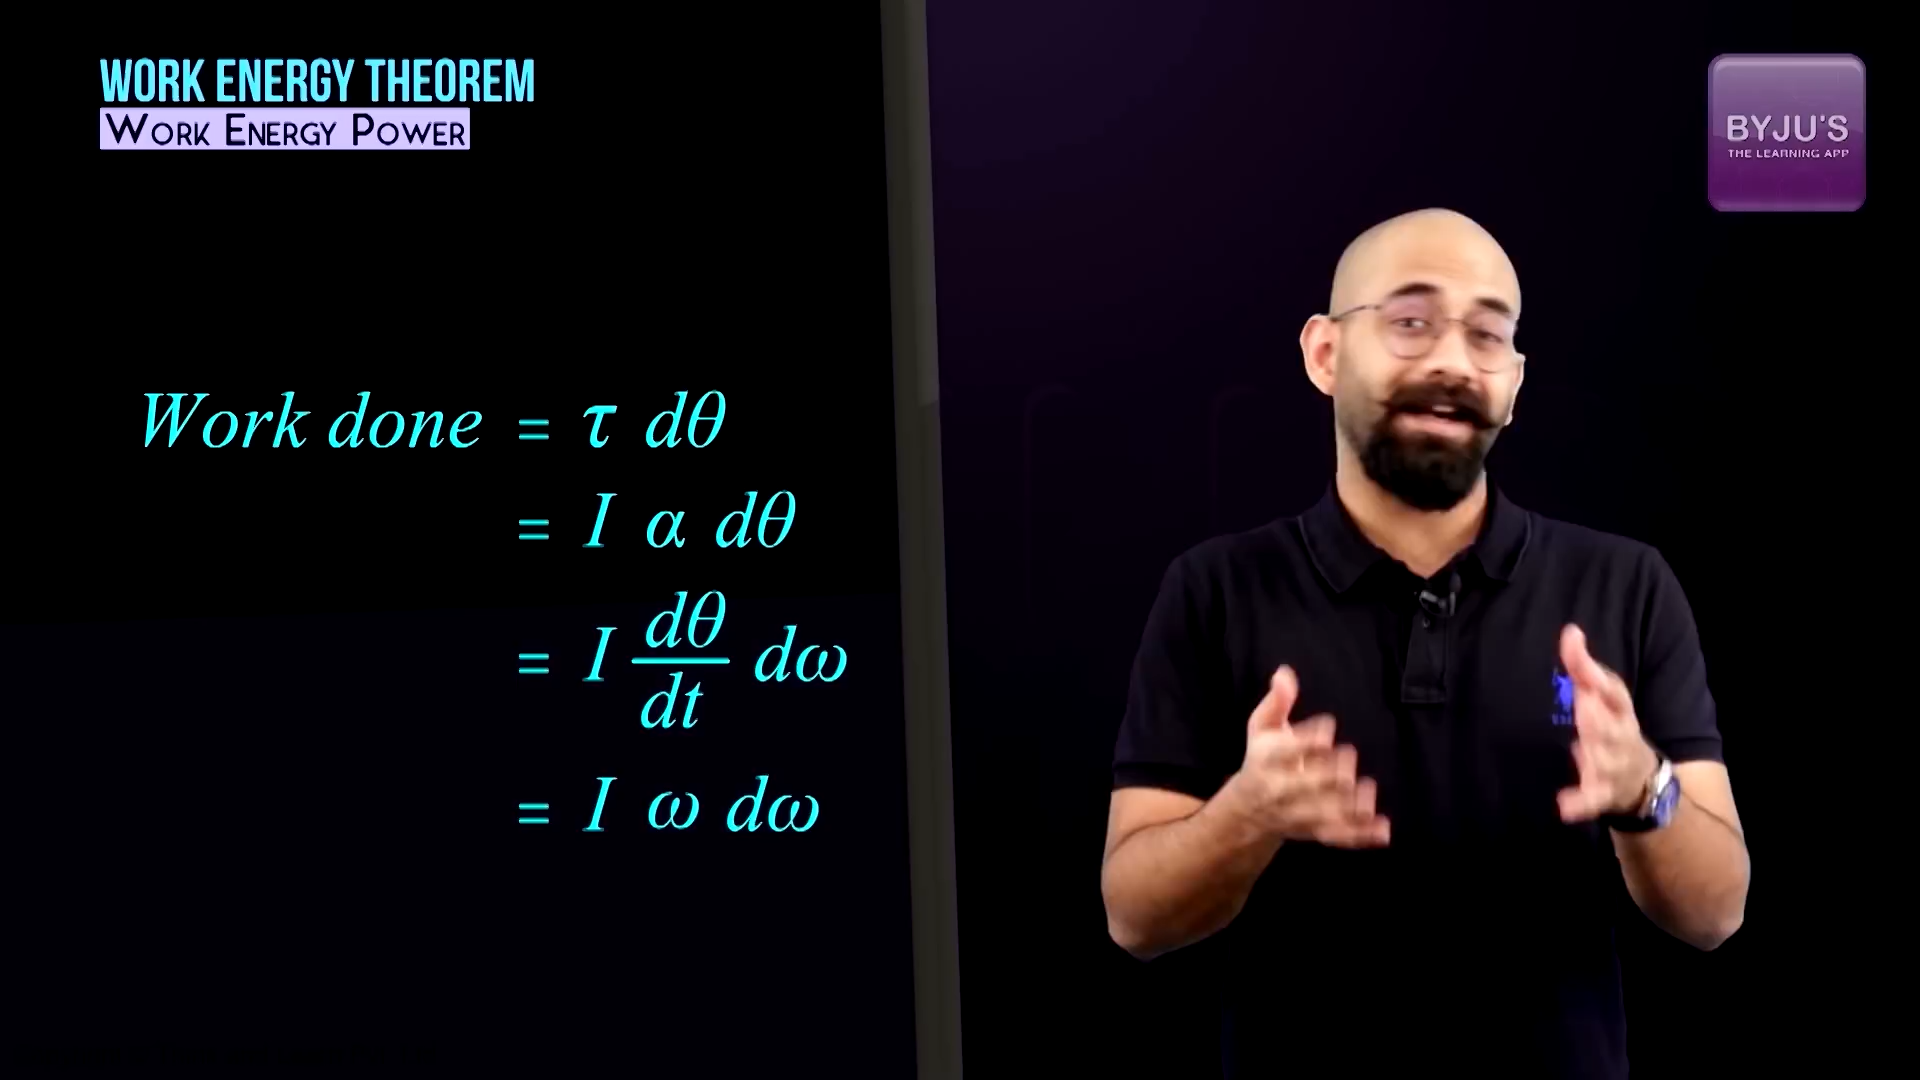 WORK ENERGY THEOREM
WORK ENERGY POWER
BYJU'S
THE LEARNING APP
Work done = τ dθ
= I α dθ
= I dθ/dt dω
= I ω dω